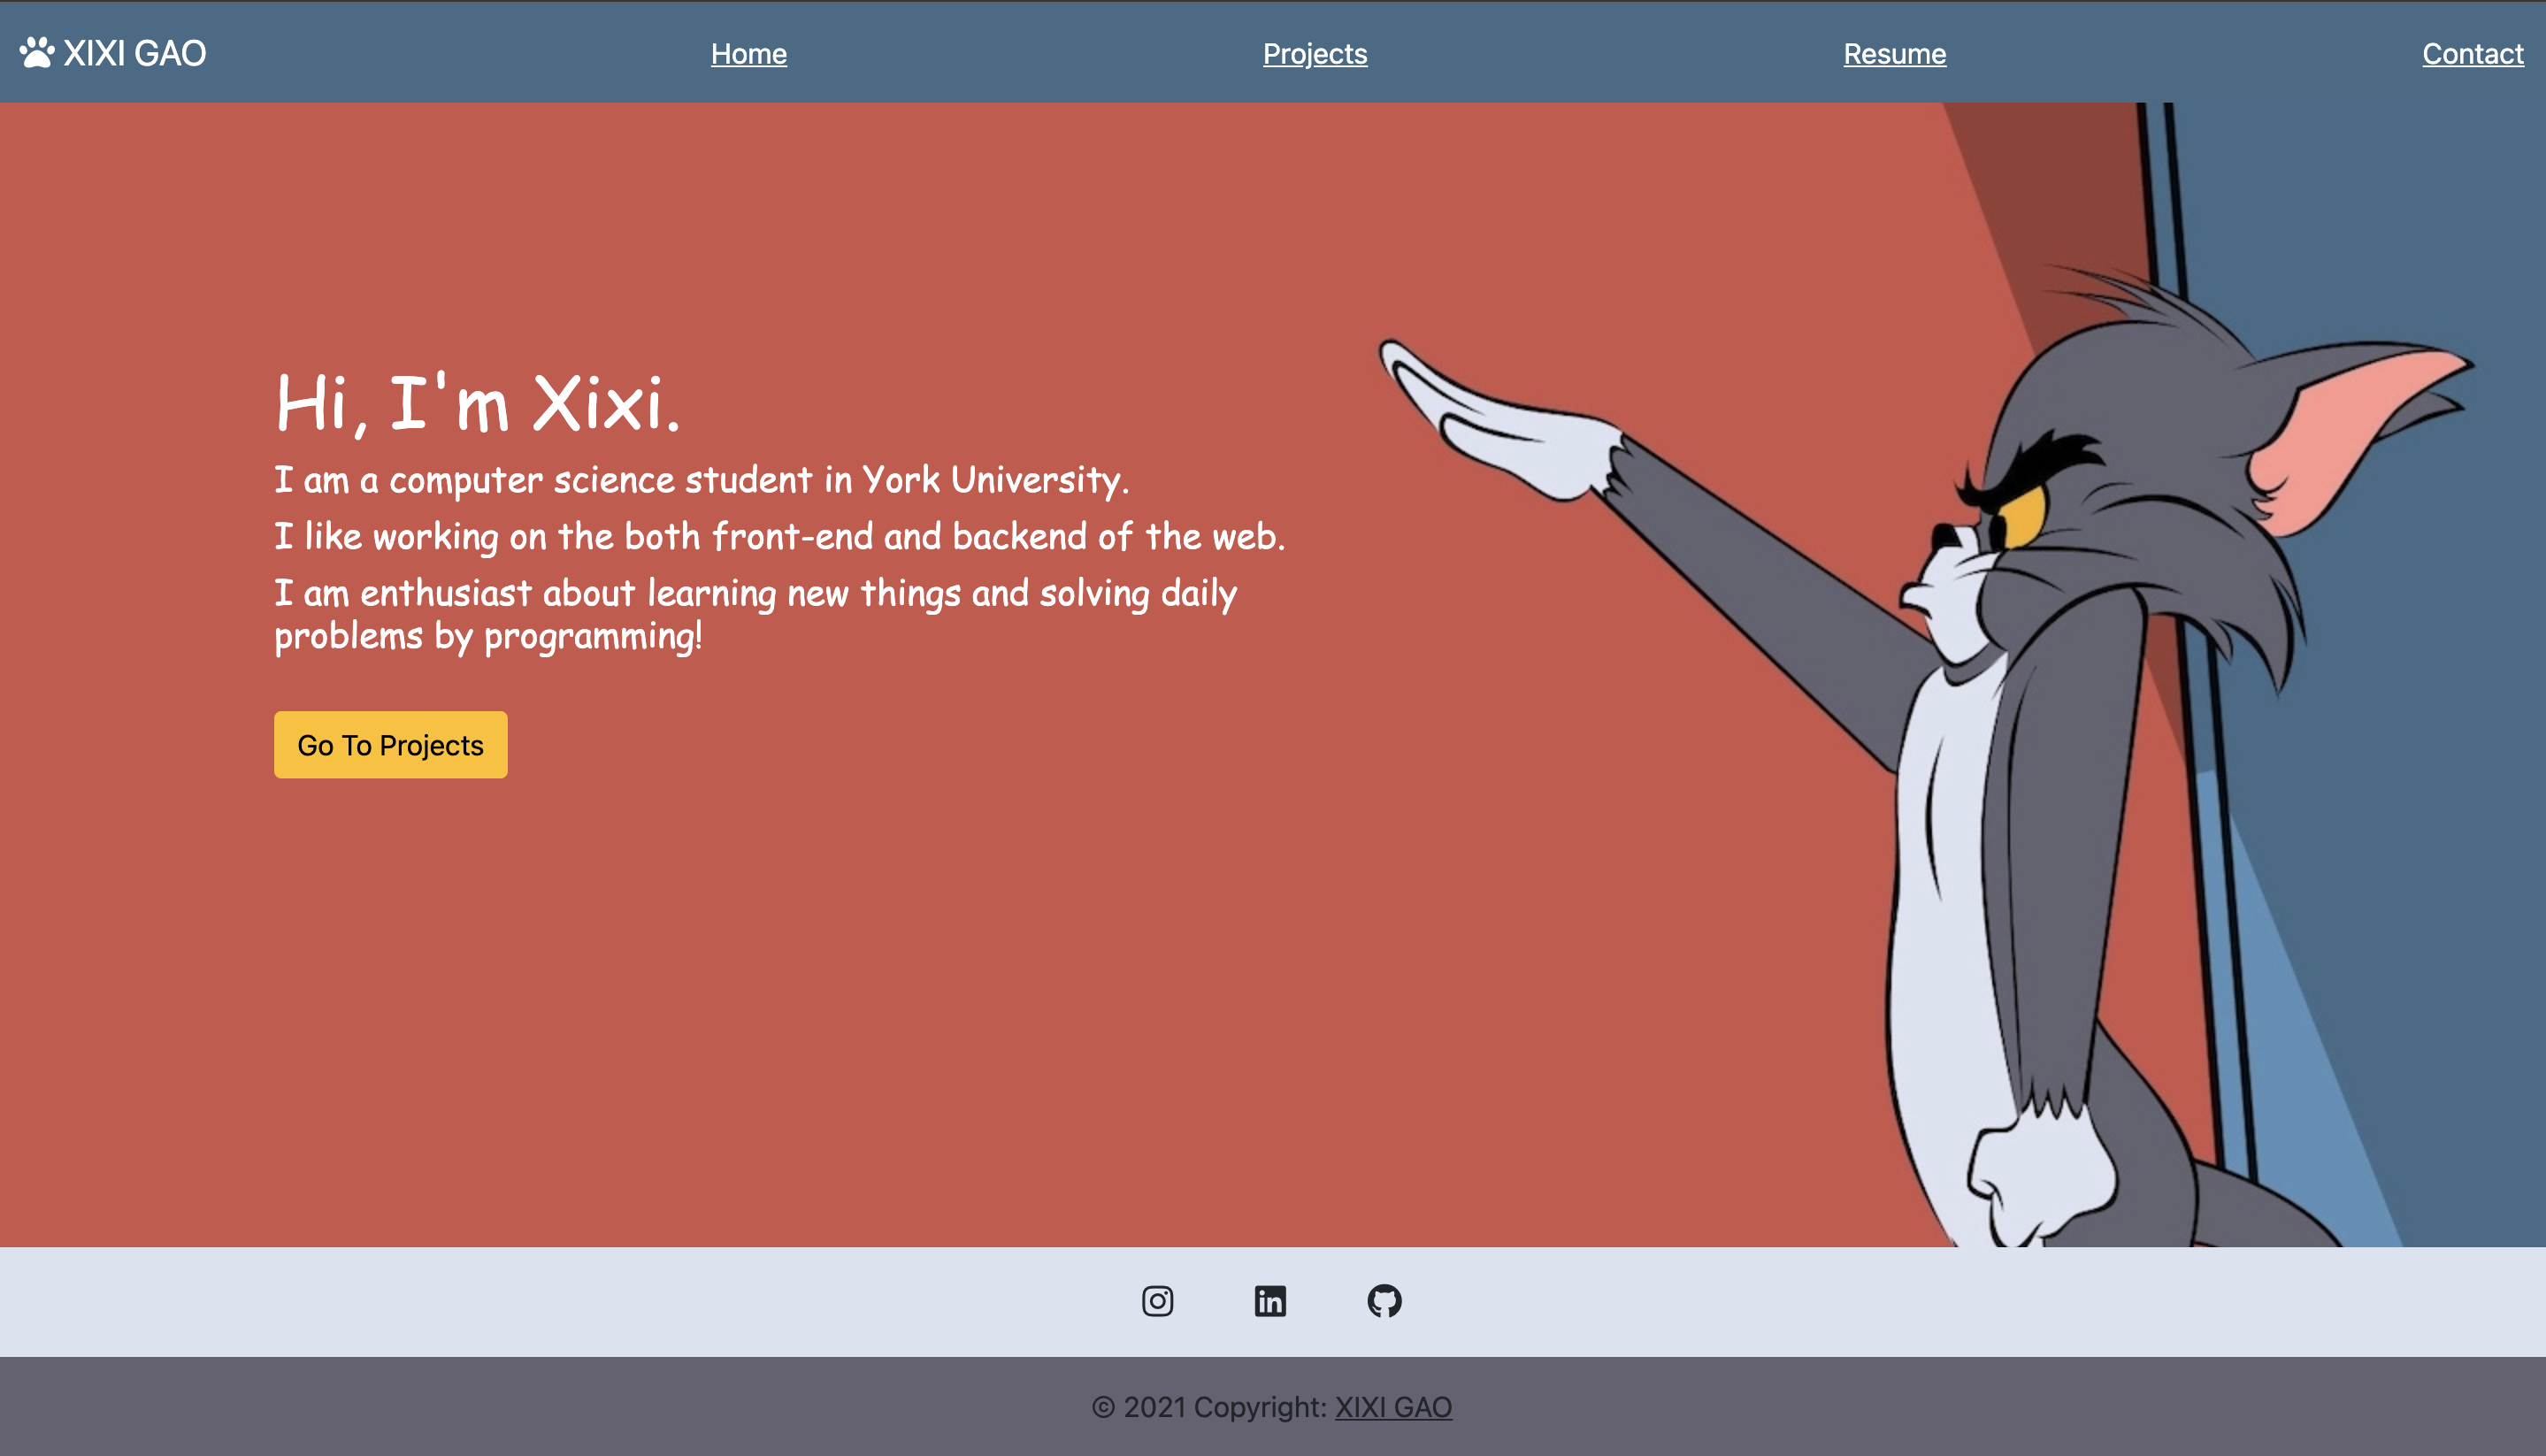 XIXI GAO
Home
Projects
Resume
Contact
Hi, I'm Xixi.
I am a computer science student in York University.
I like working on the both front-end and backend of the web.
I am enthusiast about learning new things and solving daily
problems by programming!
Go To Projects
in
© 2021 Copyright: XIXI GAO